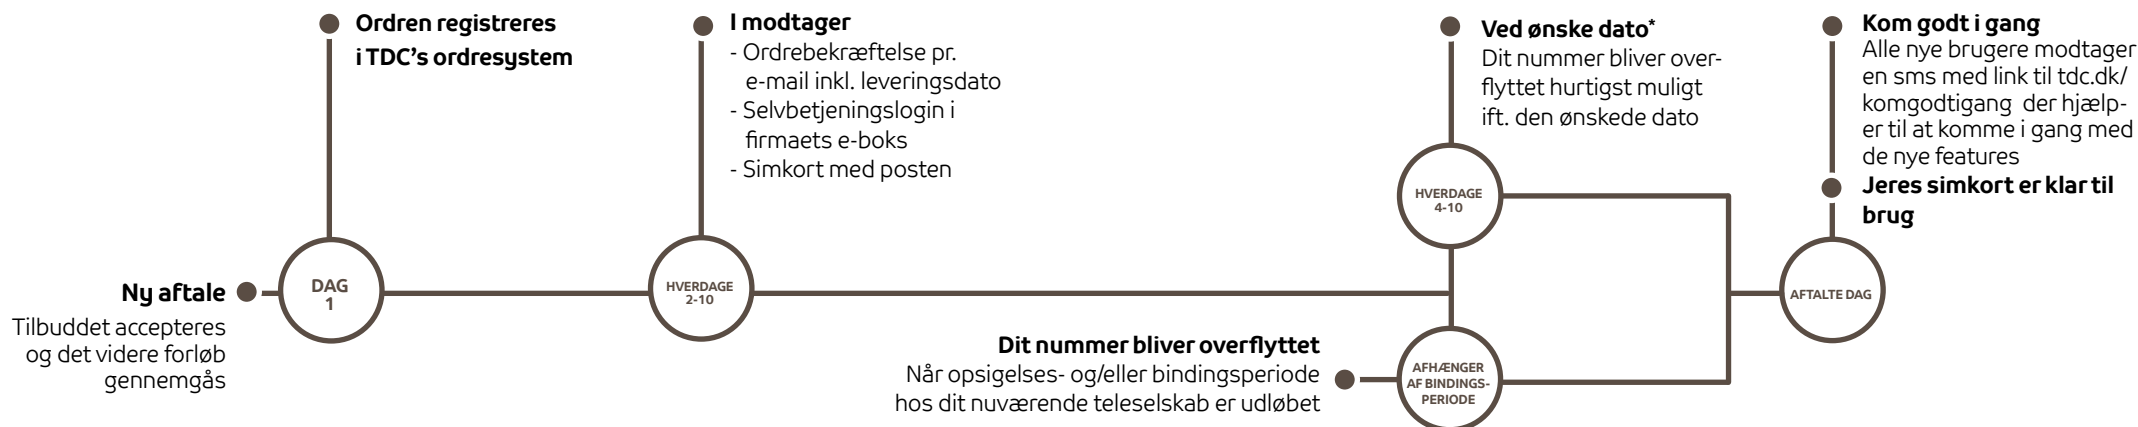 Ny aftale
Tilbuddet accepteres
og det videre forløb
gennemgås
DAG
1
Ordren registreres
i TDC's ordresystem
HVERDAGE
2-10
I modtager
- Ordrebekræftelse pr.
e-mail inkl. leveringsdato
- Selvbetjeningslogin i
firmaets e-boks
- Simkort med posten
Ved ønske dato*
Dit nummer bliver over-
flyttet hurtigst muligt
ift. den ønskede dato
HVERDAGE
4-10
Dit nummer bliver overflyttet
Når opsigelses- og/eller bindingsperiode
hos dit nuværende teleselskab er udløbet
AFHÆNGER
AF BINDINGS-
PERIODE
Kom godt i gang
Alle nye brugere modtager
en sms med link til tdc.dk/
komgodtigang der hjælp-
er til at komme i gang med
de nye features
Jeres simkort er klar til
brug
AFTALTE DAG